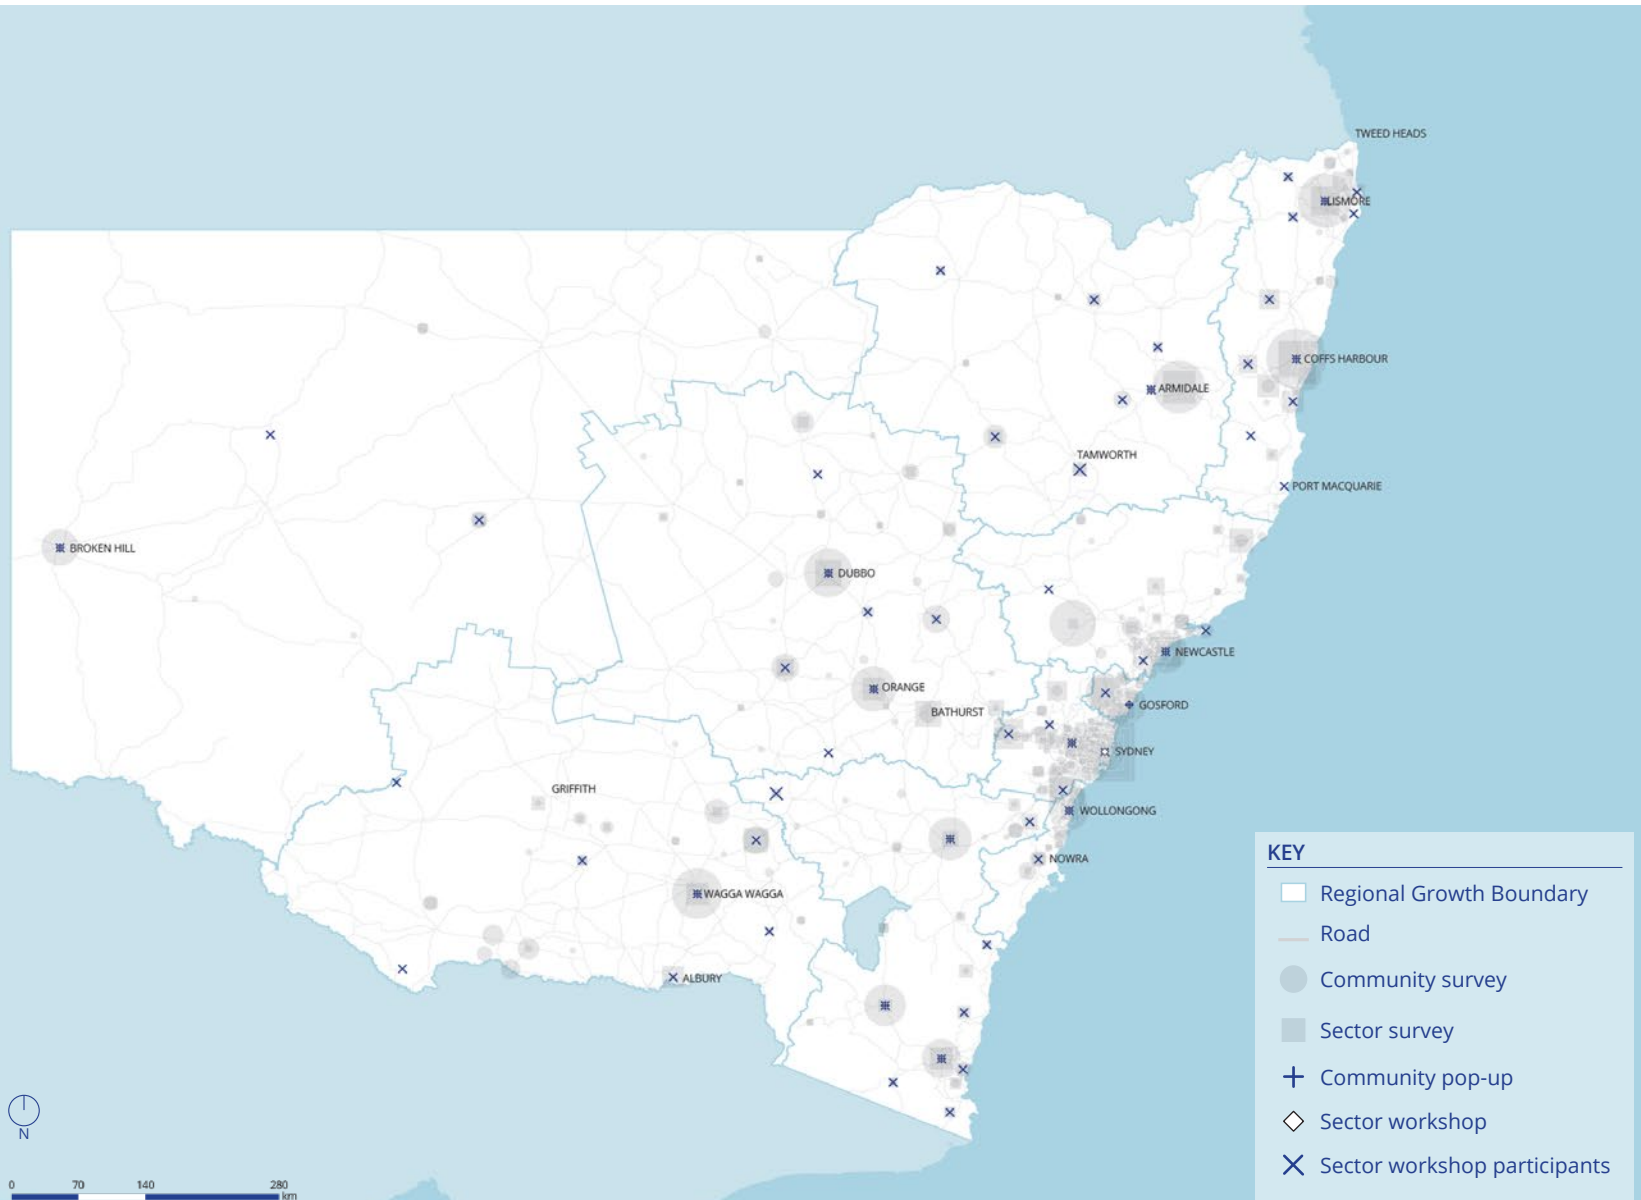 TWEED HEADS
LISMORE
COFFS HARBOUR
ARMIDALE
TAMWORTH
PORT MACQUARIE
BROKEN HILL
DUBBO
NEWCASTLE
ORANGE
GOSFORD
BATHURST
SYDNEY
GRIFFITH
WOLLONGONG
NOWRA
WAGGA WAGGA
ALBURY
KEY
Regional Growth Boundary
Road
Community survey
Sector survey
Community pop-up
Sector workshop
Sector workshop participants
N
0 70 140 280
km